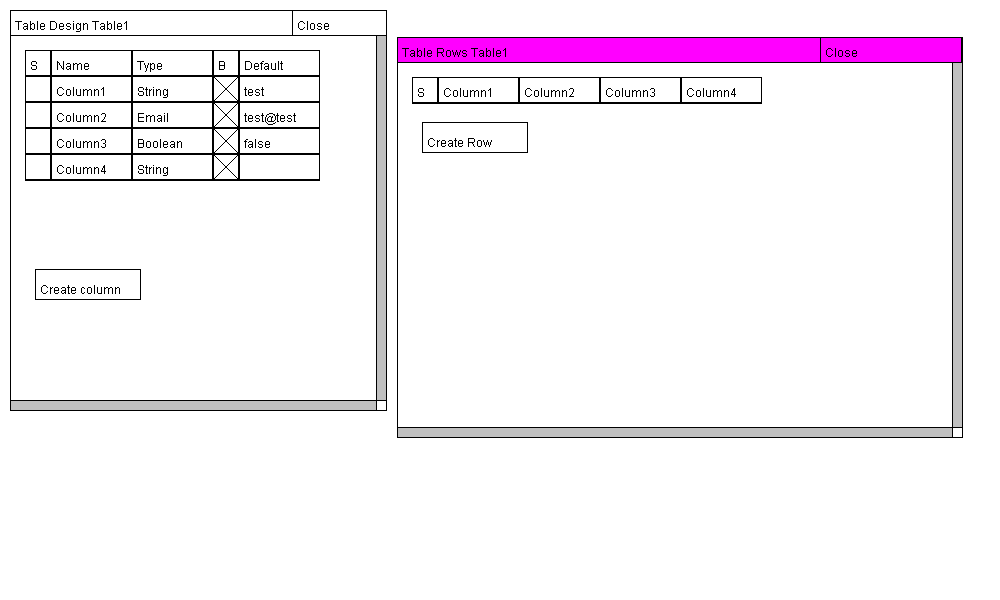 Table Design Table1 Close
S Name Type B Default
Column1 String test
Column2 Email test@test
Column3 Boolean false
Column4 String
Create column
Table Rows Table1 Close
S Column1 Column2 Column3 Column4
Create Row